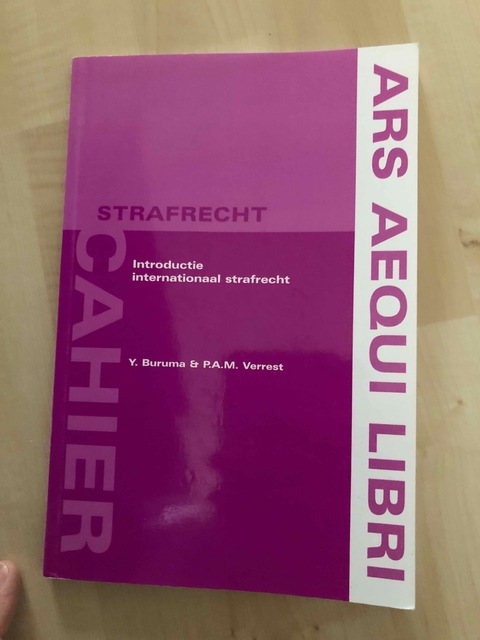 STRAFRECHT
CAHIER
Introductie
internationaal strafrecht
Y. Buruma & P.A.M. Verrest
ARS AEQUI LIBRI